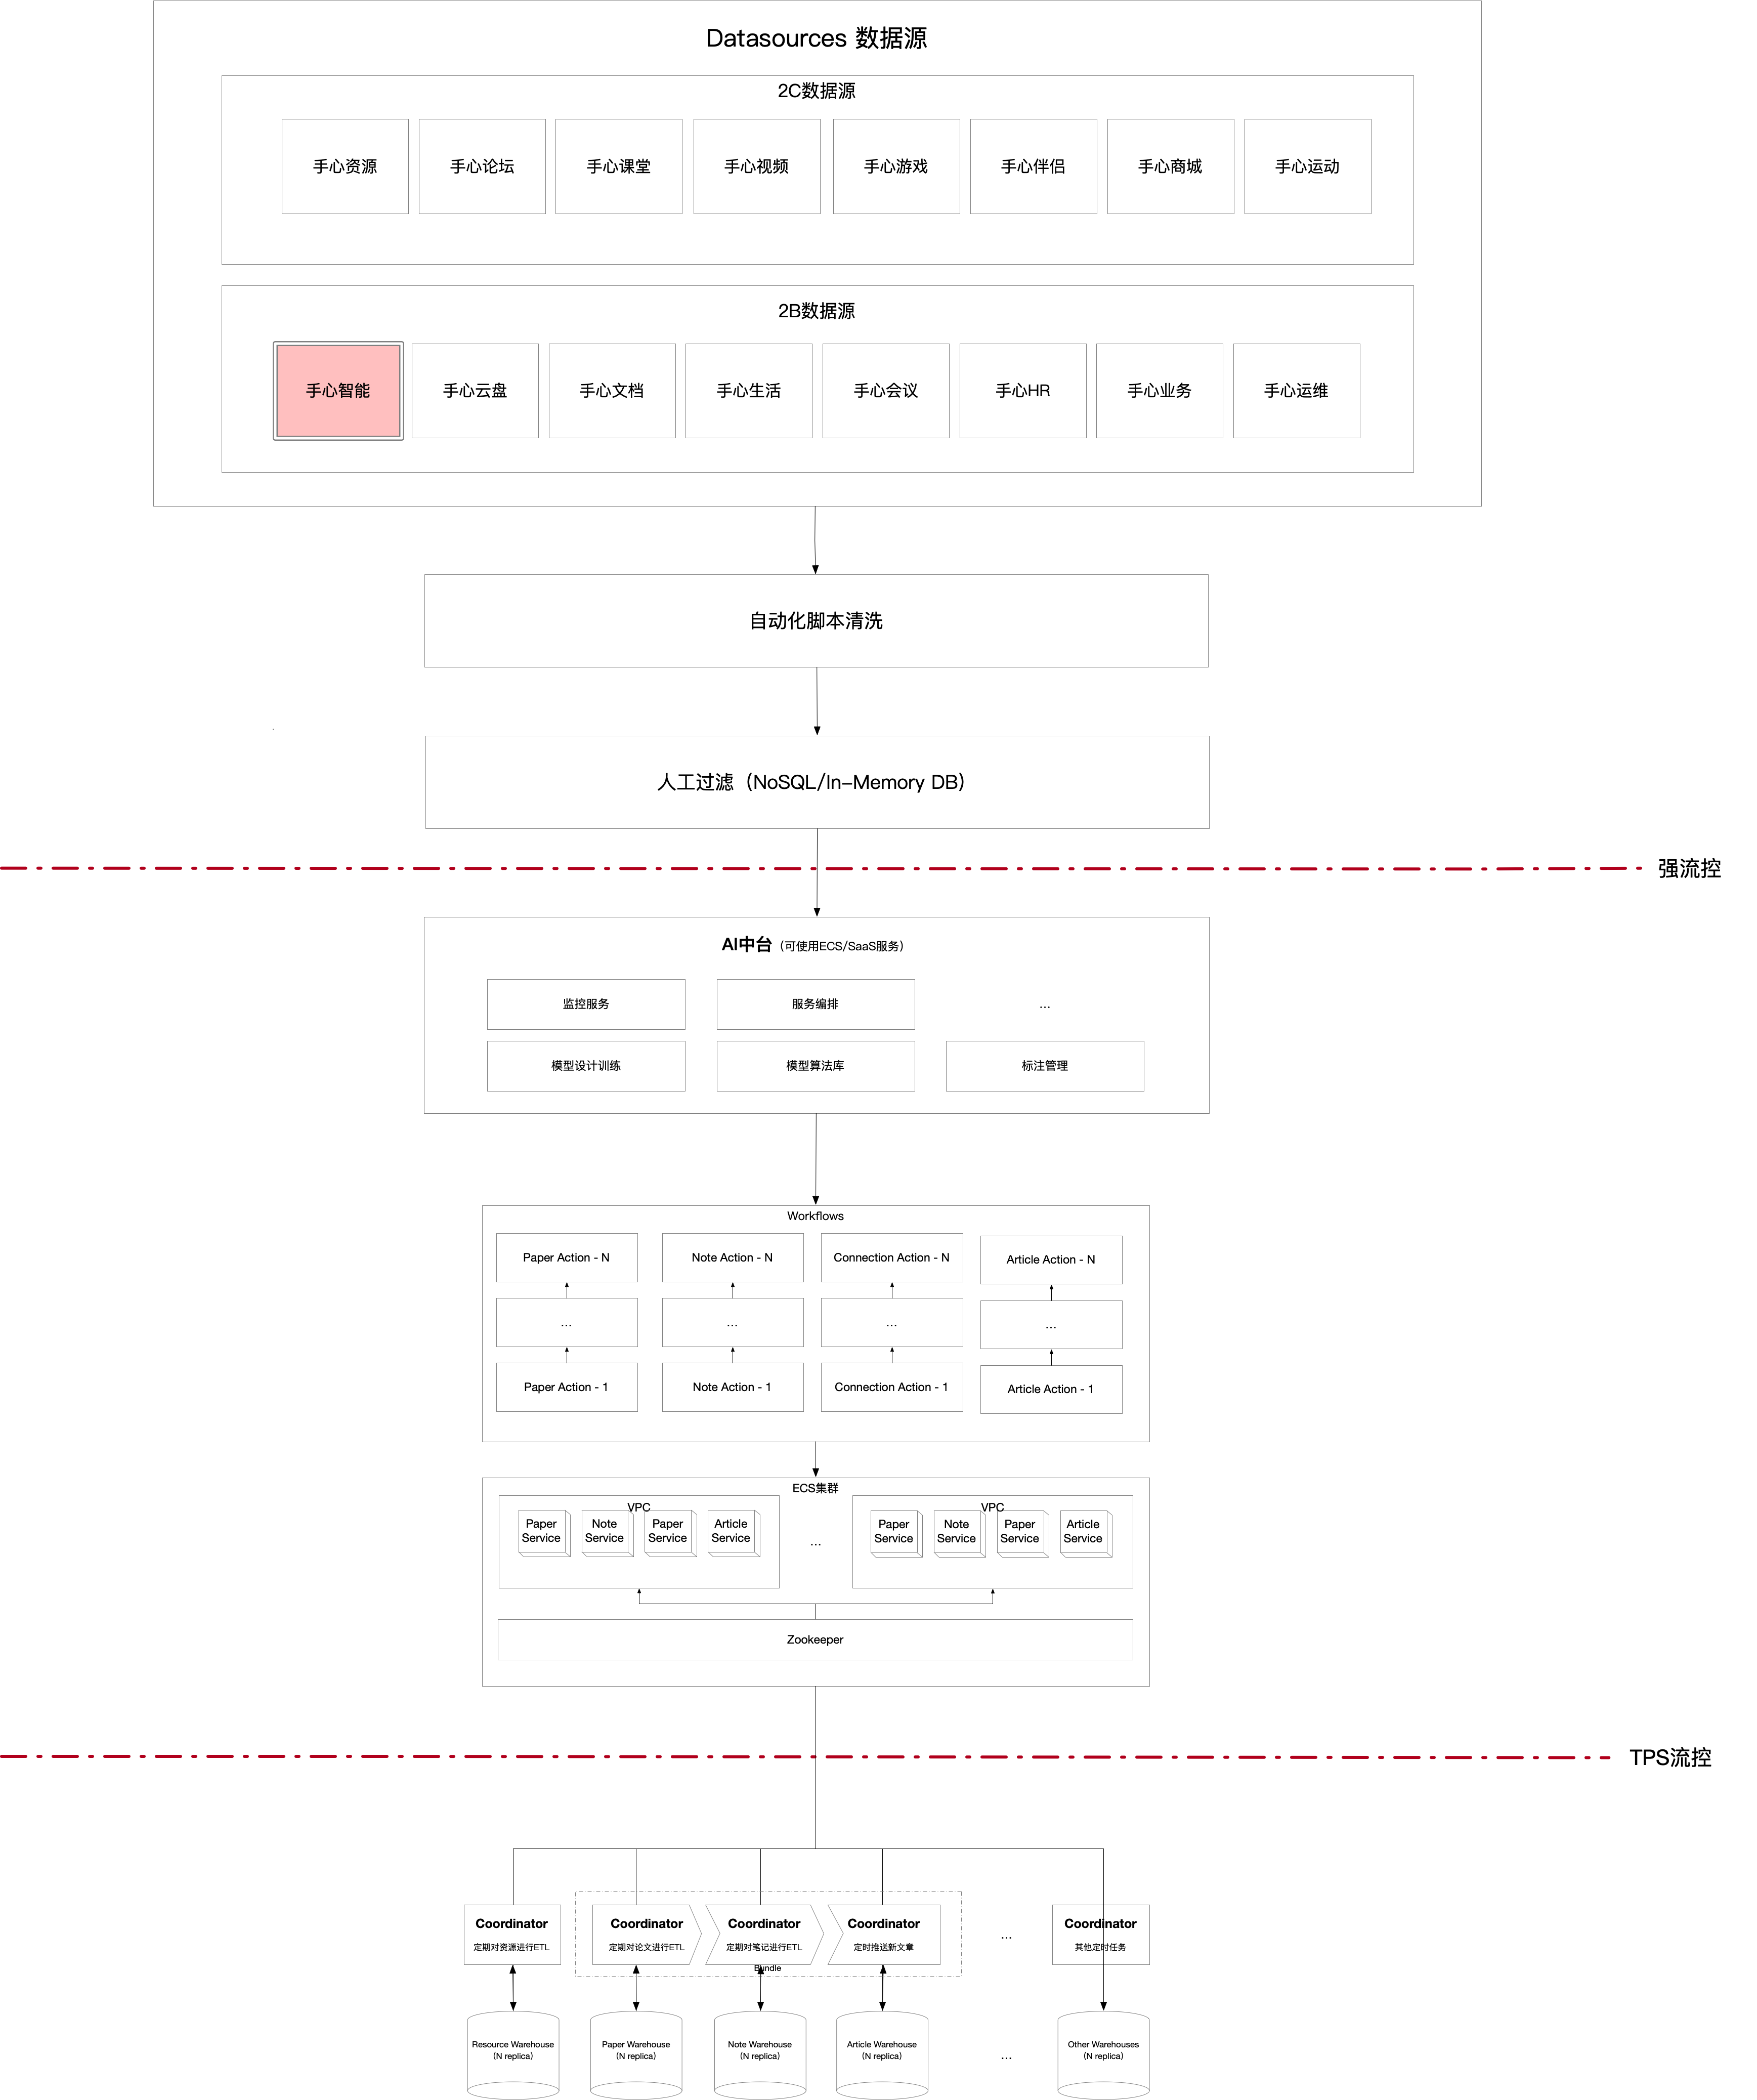 Datasources 数据源
2C数据源
手心资源
手心论坛
手心课堂
手心视频
手心游戏
手心伴侣
手心商城
手心运动
2B数据源
手心智能
手心云盘
手心文档
手心生活
手心会议
手心HR
手心业务
手心运维
自动化脚本清洗
人工过滤（NoSQL/In-Memory DB）
强流控
AI中台（可使用ECS/SaaS服务）
监控服务
服务编排
...
模型设计训练
模型算法库
标注管理
Workflows
Paper Action - N
Note Action - N
Connection Action - N
Article Action - N
...
...
...
...
Paper Action - 1
Note Action - 1
Connection Action - 1
Article Action - 1
ECS集群
VPC
Paper
Service
Note
Service
Paper
Service
Article
Service
...
VPC
Paper
Service
Note
Service
Paper
Service
Article
Service
Zookeeper
TPS流控
Coordinator
定期对资源进行ETL
Coordinator
定期对论文进行ETL
Coordinator
定期对笔记进行ETL
Coordinator
定时推送新文章
Bundle
...
Coordinator
其他定时任务
Resource Warehouse
（N replica）
Paper Warehouse
（N replica）
Note Warehouse
（N replica）
Article Warehouse
（N replica）
...
Other Warehouses
（N replica）